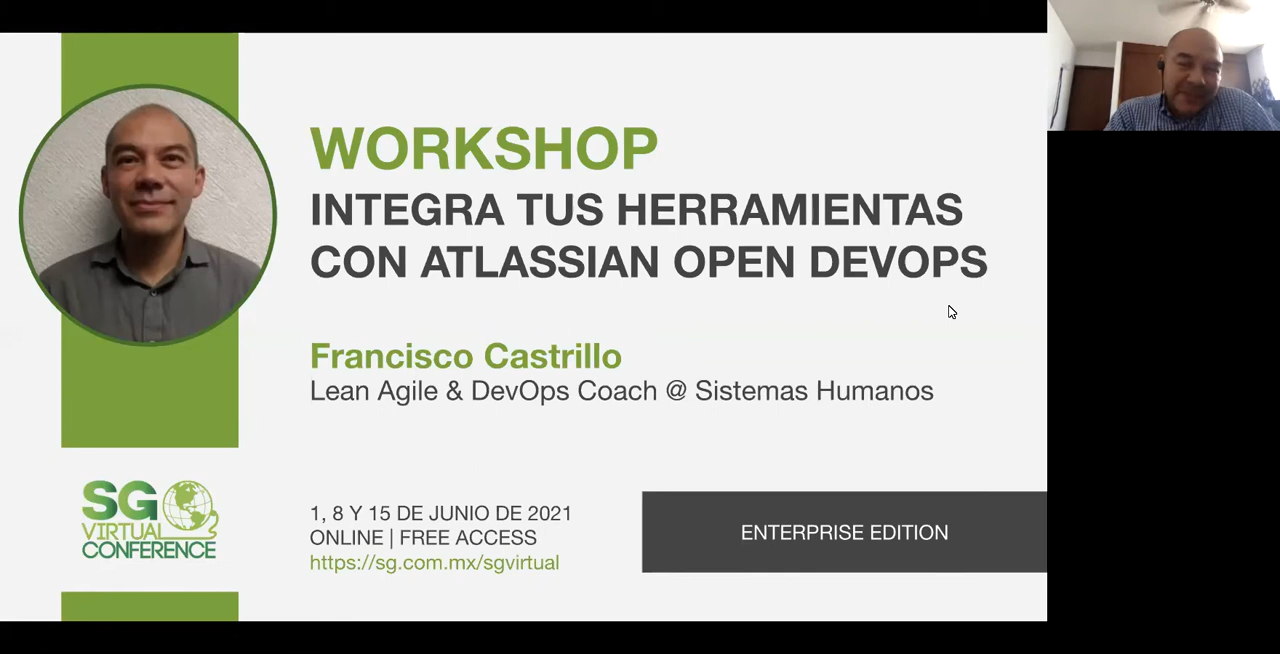 WORKSHOP
INTEGRA TUS HERRAMIENTAS
CON ATLASSIAN OPEN DEVOPS
Francisco Castrillo
Lean Agile & DevOps Coach @ Sistemas Humanos
SG
VIRTUAL
CONFERENCE
1, 8 Y 15 DE JUNIO DE 2021
ONLINE | FREE ACCESS
https://sg.com.mx/sgvirtual
ENTERPRISE EDITION